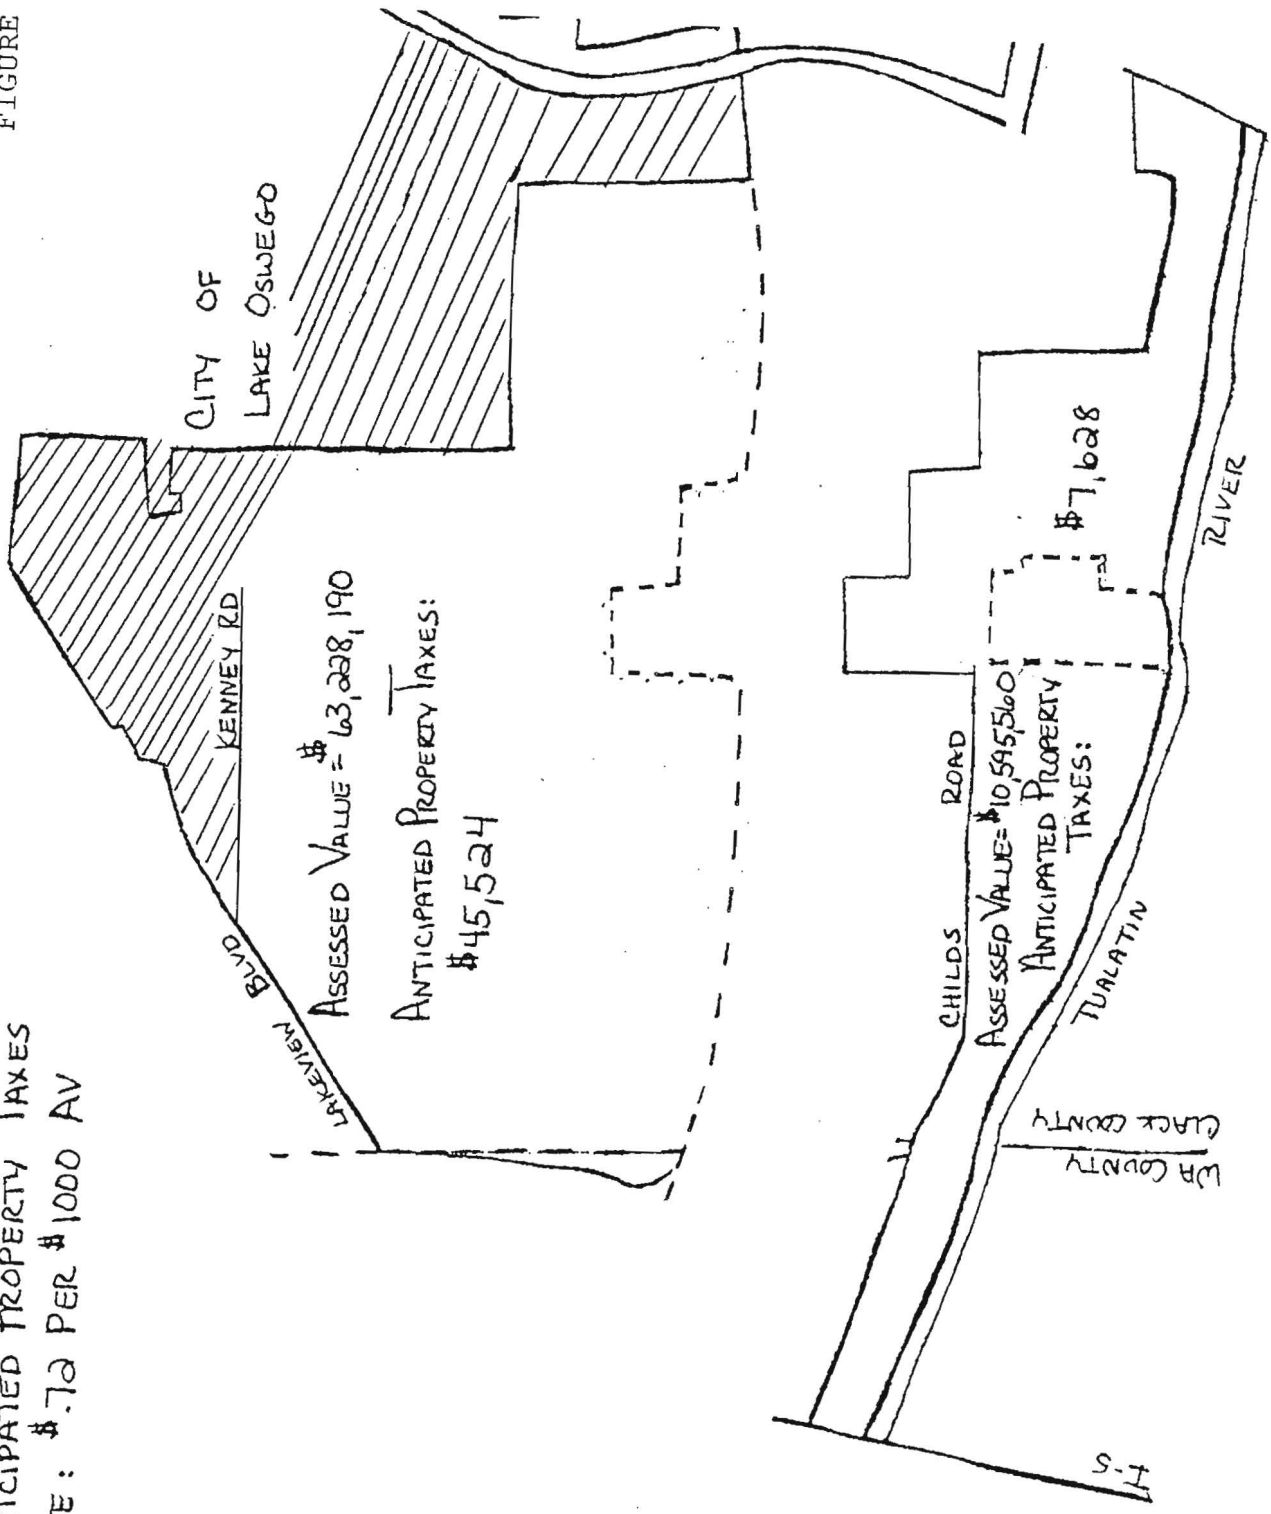 FIGURE
TAXES
E: $.72 PER $1000 AV
CITY OF
LAKE OSWEGO
KENNEY RD
LAKEVIEW BLVD
ASSESSED VALUE = $63,228,190
ANTICIPATED PROPERTY TAXES:
$45,524
CHILDS ROAD
ASSESSED VALUE = $10,595,560
ANTICIPATED PROPERTY
TAXES:
$7,628
TUALATIN RIVER
CLACK COUNTY
WA COUNTY
I-5